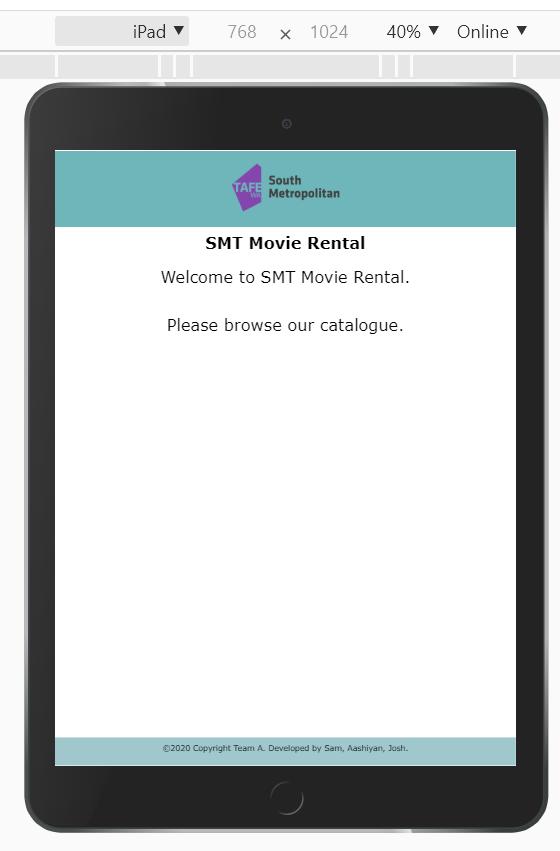 iPad ▼ 768 × 1024 40% ▼ Online ▼
TAFE South
WA Metropolitan
SMT Movie Rental
Welcome to SMT Movie Rental.
Please browse our catalogue.
©2020 Copyright Team A. Developed by Sam, Aashiyan, Josh.